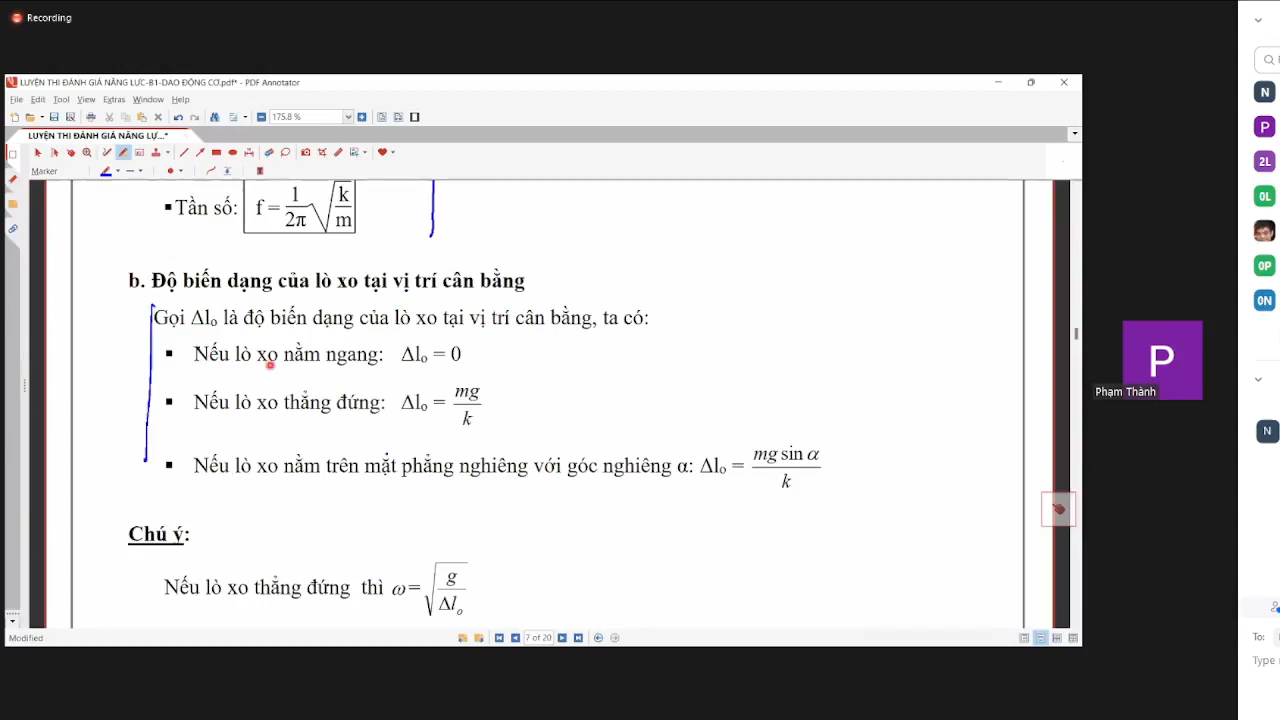 Recording
LUYỆN THI ĐÁNH GIÁ NĂNG LỰC-B1-DAO ĐỘNG CƠ.pdf* - PDF Annotator
File Edit Tool View Extras Window Help
175.8 %
LUYỆN THI ĐÁNH GIÁ NĂNG LỰ...*
Marker
▪ Tần số: f = 1/2π √(k/m)
b. Độ biến dạng của lò xo tại vị trí cân bằng
Gọi Δlₒ là độ biến dạng của lò xo tại vị trí cân bằng, ta có:
▪ Nếu lò xo nằm ngang: Δlₒ = 0
▪ Nếu lò xo thẳng đứng: Δlₒ = mg/k
▪ Nếu lò xo nằm trên mặt phẳng nghiêng với góc nghiêng α: Δlₒ = mg sin α/k
Chú ý:
Nếu lò xo thẳng đứng thì ω = √(g/Δlₒ)
Modified
7 of 20
P
Phạm Thành
N
P
2L
0L
0P
0N
N
To:
Type